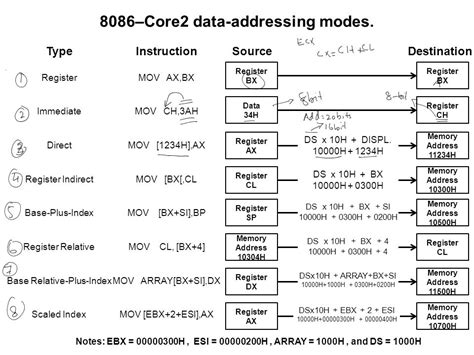 8086–Core2 data-addressing modes.
ECX
CX = CH + CL
Type Instruction Source Destination
1 Register MOV AX,BX Register BX Register BX
8bit 8-bit
2 Immediate MOV CH,3AH Data 34H Register CH
Adds 20bits
16bit
3 Direct MOV [1234H],AX Register AX DS x 10H + DISPL. 10000H + 1234H Memory Address 11234H
4 Register Indirect MOV [BX],CL Register CL DS x 10H + BX 10000H + 0300H Memory Address 10300H
5 Base-Plus-Index MOV [BX+SI],BP Register SP DS x 10H + BX + SI 10000H + 0300H + 0200H Memory Address 10500H
6 Register Relative MOV CL, [BX+4] Memory Address 10304H DS x 10H + BX + 4 10000H + 0300H + 4 Register CL
7 Base Relative-Plus-Index MOV ARRAY[BX+SI],DX Register DX DSx10H + ARRAY+BX+SI 10000H+1000H + 0300H+0200H Memory Address 11500H
8 Scaled Index MOV [EBX+2+ESI],AX Register AX DSx10H + EBX + 2 + ESI 10000H+00000300H + 00000400H Memory Address 10700H
Notes: EBX = 00000300H , ESI = 00000200H, ARRAY = 1000H, and DS = 1000H